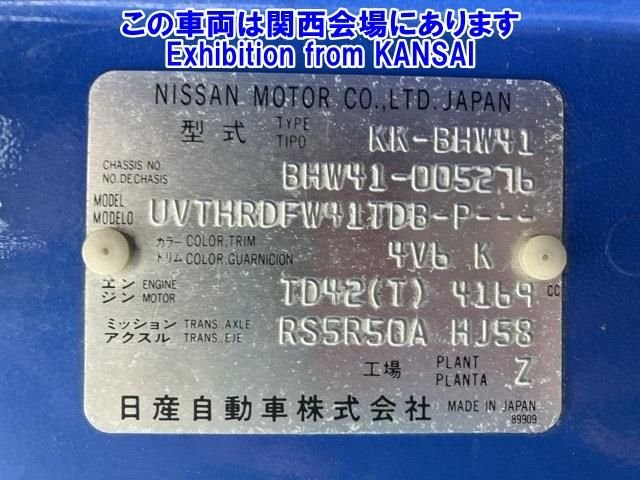 この車両は関西会場にあります
Exhibition from KANSAI
NISSAN MOTOR CO.,LTD.JAPAN
型式 TYPE TIPO KK-BHW41
CHASSIS NO NO.DECHASIS BHW41-005276
MODEL MODELO UVTHRDFW41TDB-P---
カラー COLOR,TRIM
トリム COLOR,GUARNICION 4V6 K
エン ENGINE
ジン MOTOR TD42(T) 4169 CC
ミッション TRANS.,AXLE
アクスル TRANS.,EJE RS5R50A HJ58
工場 PLANT PLANTA Z
日産自動車株式会社 MADE IN JAPAN
89909